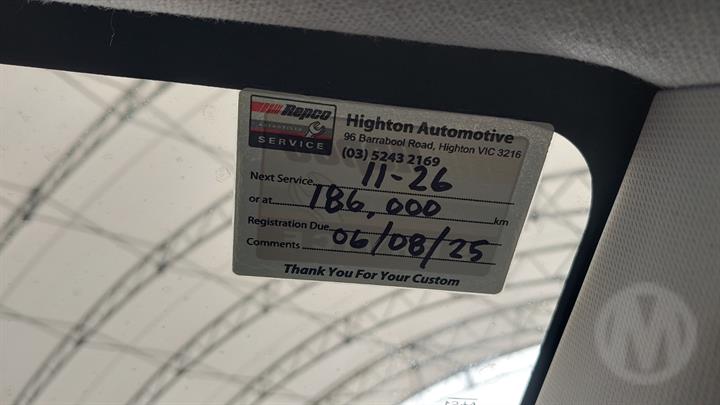 Repco
AUTHORISED
SERVICE
Highton Automotive
96 Barrabool Road, Highton VIC 3216
(03) 5243 2169
Next Service 11-26
or at 186,000 km
Registration Due
Comments 06/08/25
Thank You For Your Custom
M